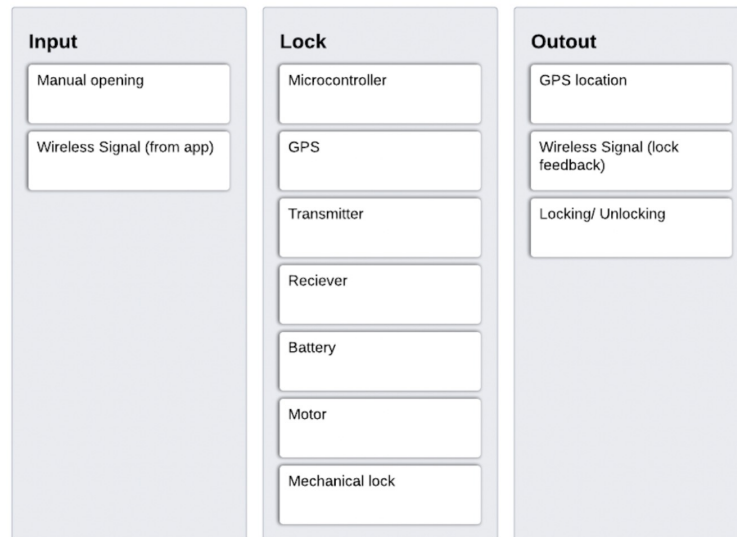 Input
Manual opening
Wireless Signal (from app)
Lock
Microcontroller
GPS
Transmitter
Reciever
Battery
Motor
Mechanical lock
Outout
GPS location
Wireless Signal (lock
feedback)
Locking/ Unlocking